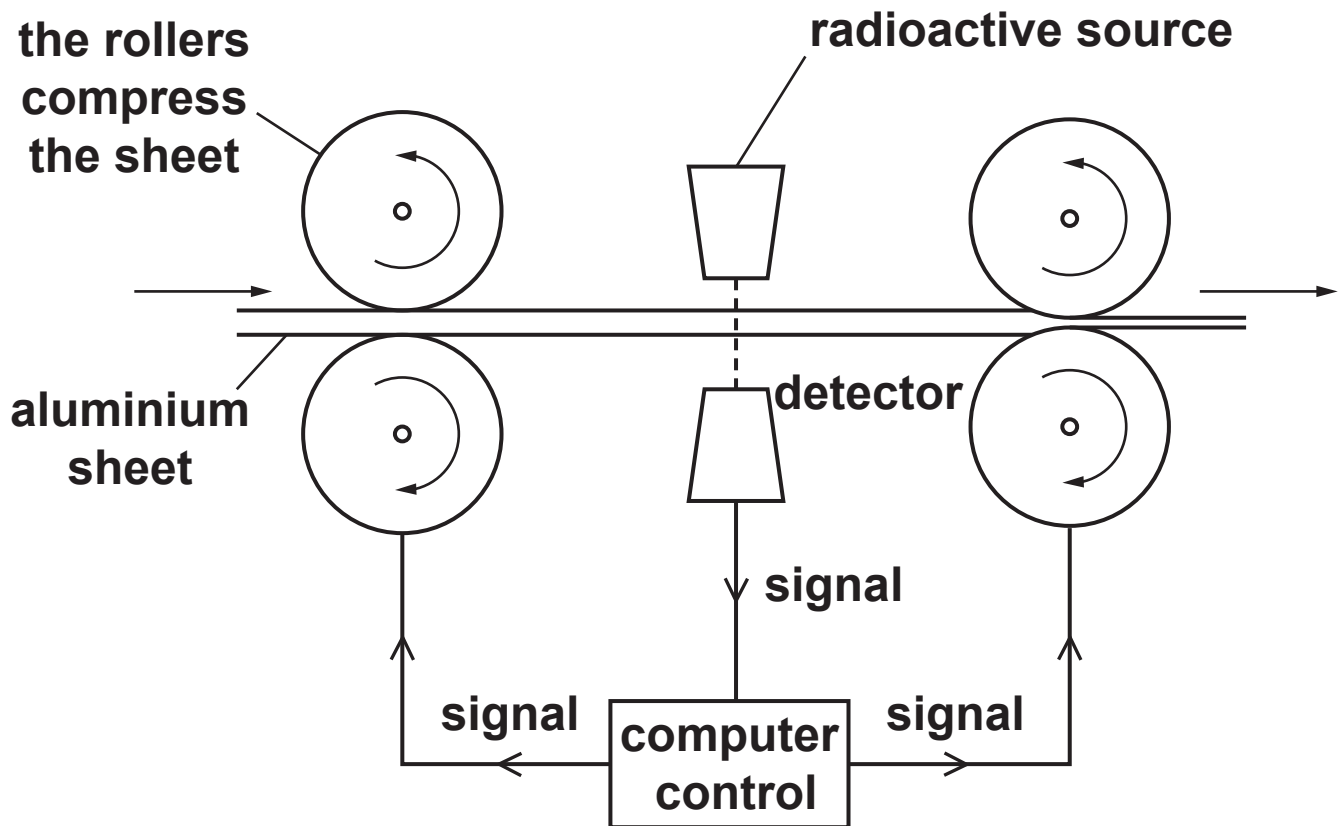 the rollers
compress
the sheet
radioactive source
aluminium
sheet
detector
signal
signal
signal
computer
control